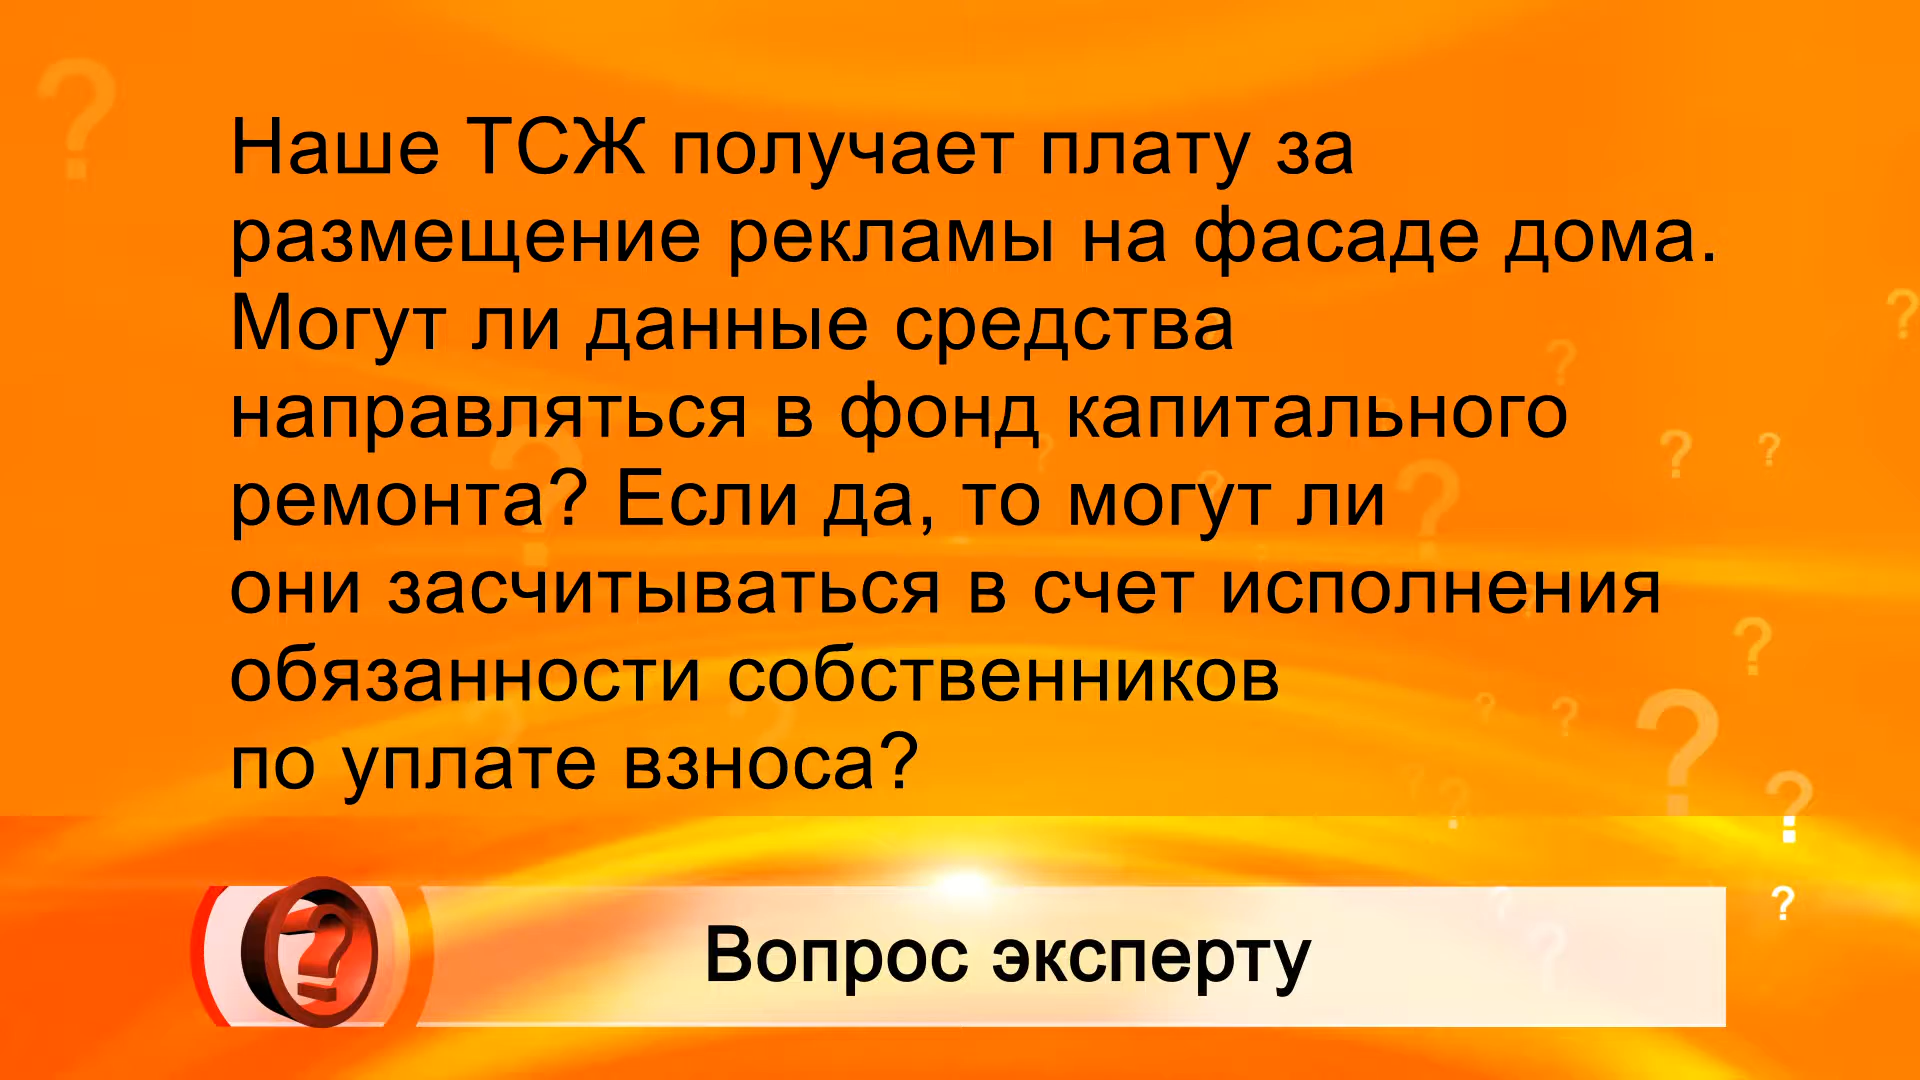 Наше ТСЖ получает плату за
размещение рекламы на фасаде дома.
Могут ли данные средства
направляться в фонд капитального
ремонта? Если да, то могут ли
они засчитываться в счет исполнения
обязанности собственников
по уплате взноса?
Вопрос эксперту